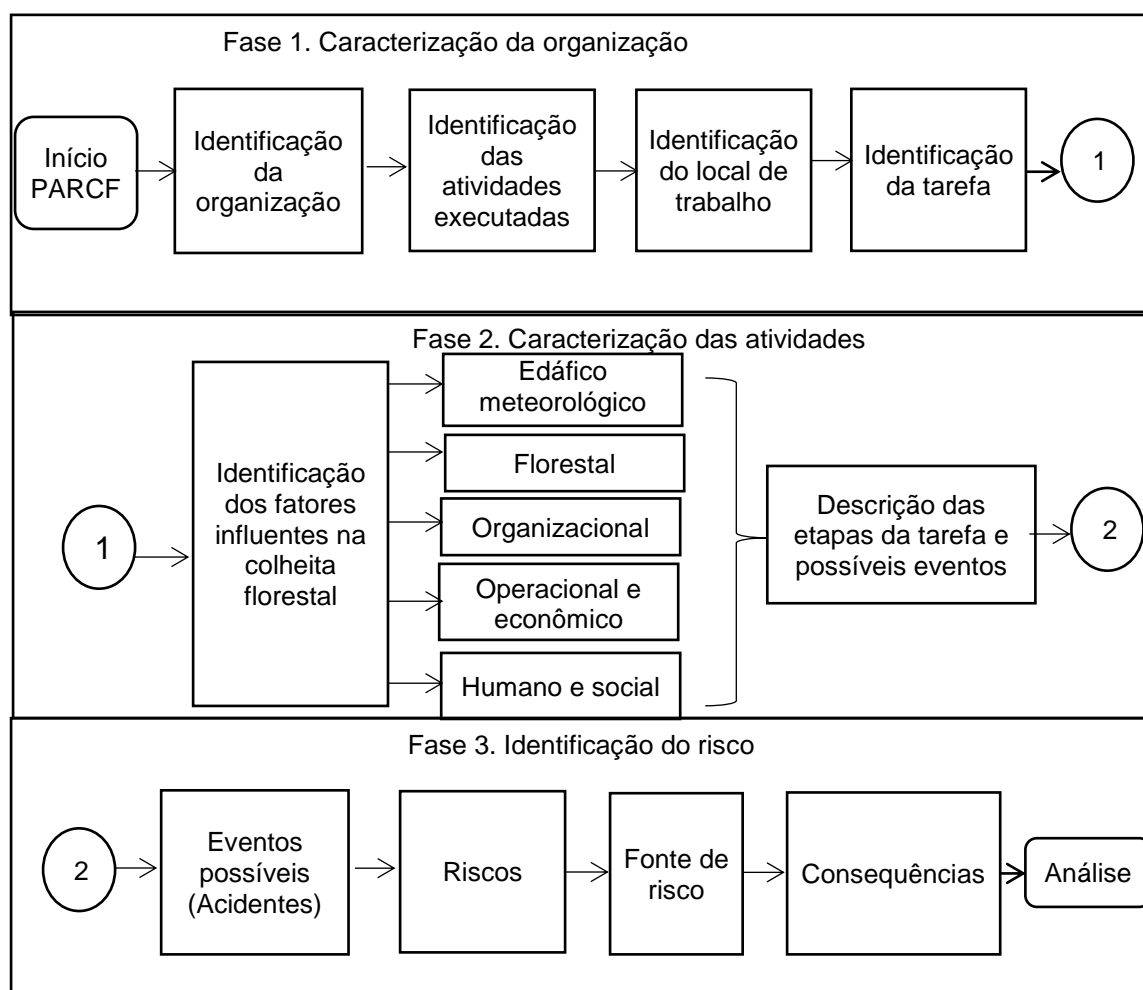 Fase 1. Caracterização da organização
Início
PARCF
Identificação
da
organização
Identificação
das
atividades
executadas
Identificação
do local de
trabalho
Identificação
da tarefa
1
Fase 2. Caracterização das atividades
1
Identificação
dos fatores
influentes na
colheita
florestal
Edáfico
meteorológico
Florestal
Organizacional
Operacional e
econômico
Humano e social
Descrição das
etapas da tarefa e
possíveis eventos
2
Fase 3. Identificação do risco
2
Eventos
possíveis
(Acidentes)
Riscos
Fonte de
risco
Consequências
Análise